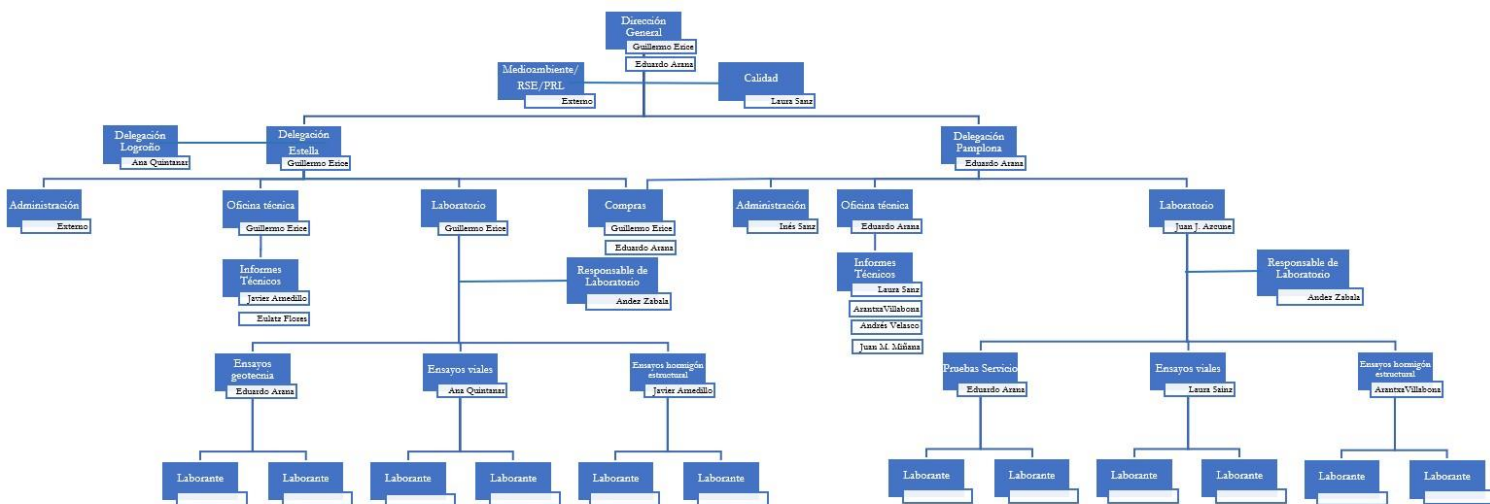 Dirección
General
Guillermo Erice
Eduardo Arana
Medioambiente/
RSE/PRL
Externo
Calidad
Laura Sanz
Delegación
Logroño
Ana Quintanar
Delegación
Estella
Guillermo Erice
Delegación
Pamplona
Eduardo Arana
Administración
Externo
Oficina técnica
Guillermo Erice
Laboratorio
Guillermo Erice
Compras
Guillermo Erice
Eduardo Arana
Administración
Inés Sanz
Oficina técnica
Eduardo Arana
Laboratorio
Juan J. Azcune
Informes
Técnicos
Javier Arnedillo
Eulatz Flores
Responsable de
Laboratorio
Andez Zabala
Informes
Técnicos
Laura Sanz
ArantxaVillabona
Andrés Velasco
Juan M. Miñana
Responsable de
Laboratorio
Andez Zabala
Ensayos
geotecnia
Eduardo Arana
Ensayos viales
Ana Quintanar
Ensayos hormigón
estructural
Javier Arnedillo
Pruebas Servicio
Eduardo Arana
Ensayos viales
Laura Sainz
Ensayos hormigón
estructural
ArantxaVillabona
Laborante
Laborante
Laborante
Laborante
Laborante
Laborante
Laborante
Laborante
Laborante
Laborante
Laborante
Laborante